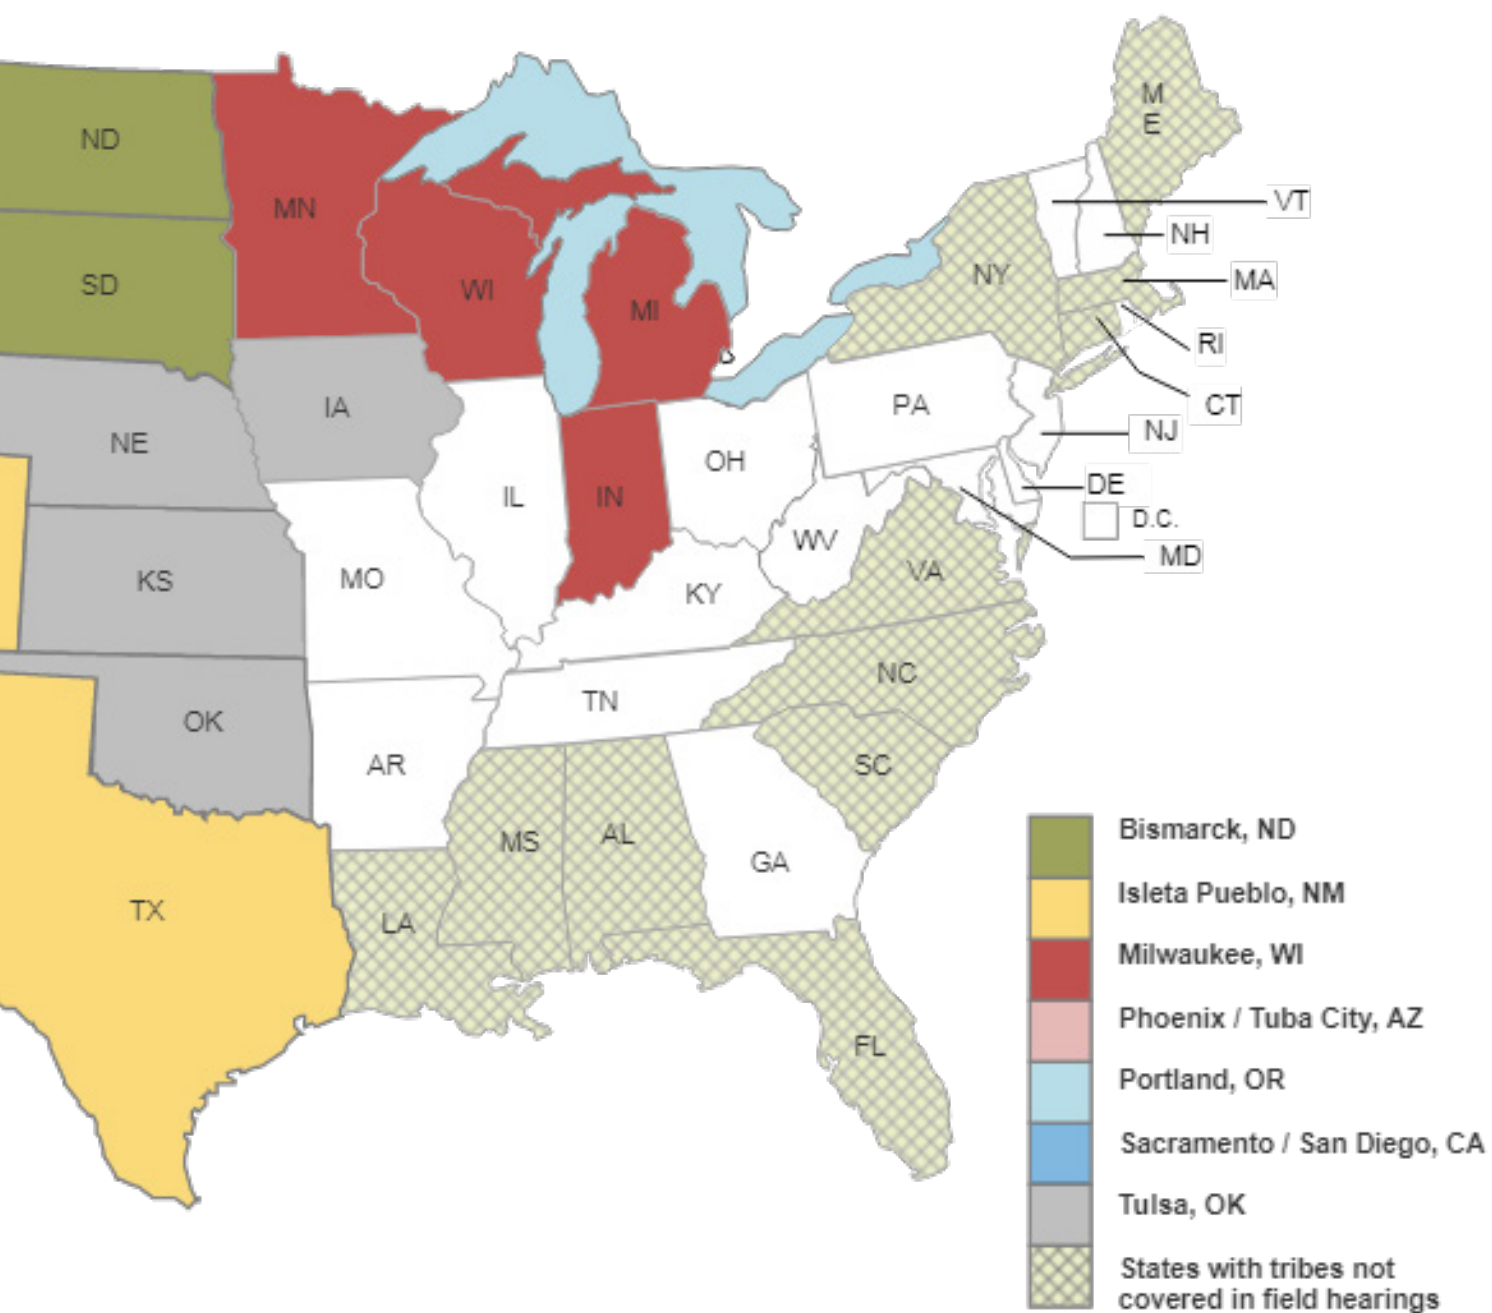 M
E
ND
MN
VT
NH
SD
WI
MI
NY
MA
RI
IA
PA
CT
NE
OH
NJ
IL
IN
DE
D.C.
KS
MO
WV
MD
KY
VA
NC
OK
TN
AR
SC
MS
AL
GA
TX
LA
FL
Bismarck, ND
Isleta Pueblo, NM
Milwaukee, WI
Phoenix / Tuba City, AZ
Portland, OR
Sacramento / San Diego, CA
Tulsa, OK
States with tribes not
covered in field hearings